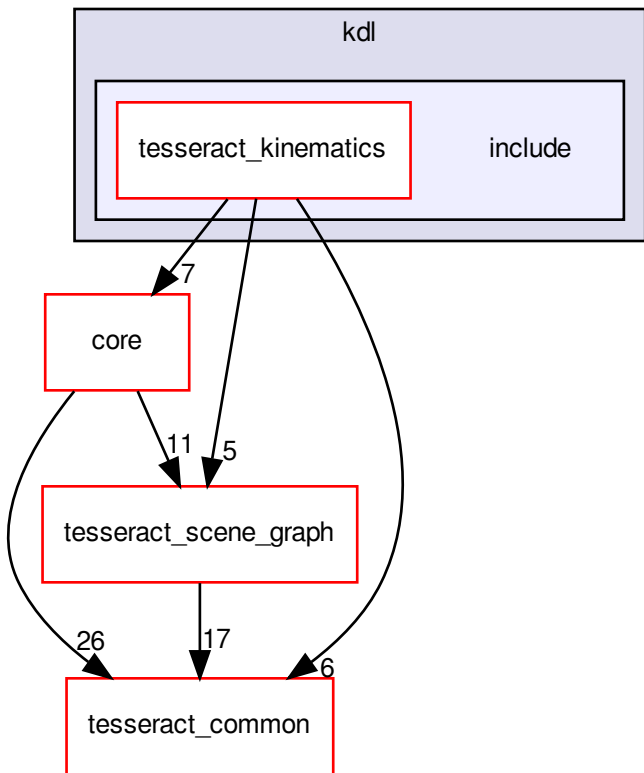 kdl
tesseract_kinematics
include
7
core
11
5
tesseract_scene_graph
26
17
6
tesseract_common